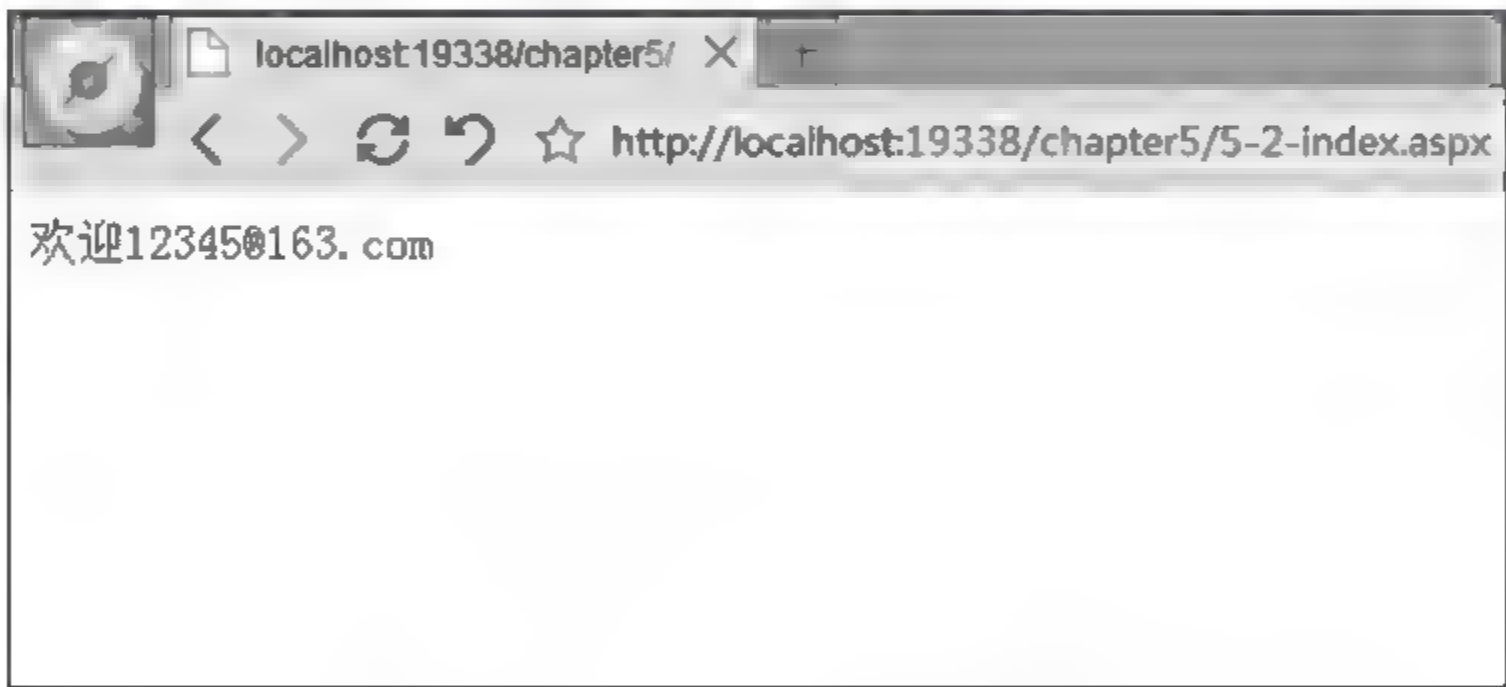 localhost:19338/chapter5/
http://localhost:19338/chapter5/5-2-index.aspx
欢迎12345@163.com